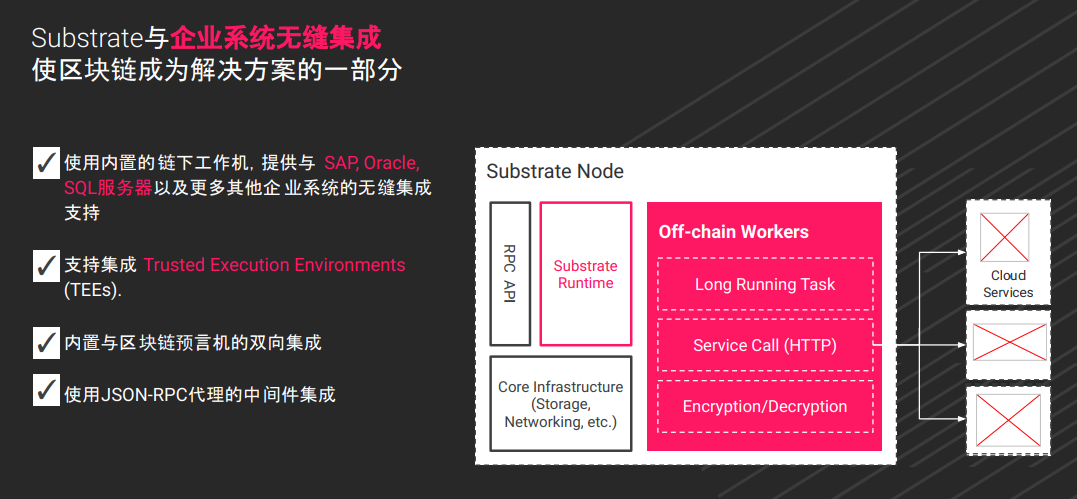 Substrate与企业系统无缝集成
使区块链成为解决方案的一部分
使用内置的链下工作机, 提供与 SAP, Oracle,
SQL服务器以及更多其他企业系统的无缝集成
支持
支持集成 Trusted Execution Environments
(TEEs).
内置与区块链预言机的双向集成
使用JSON-RPC代理的中间件集成
Substrate Node
RPC API
Substrate
Runtime
Core Infrastructure
(Storage,
Networking, etc.)
Off-chain Workers
Long Running Task
Service Call (HTTP)
Encryption/Decryption
Cloud
Services